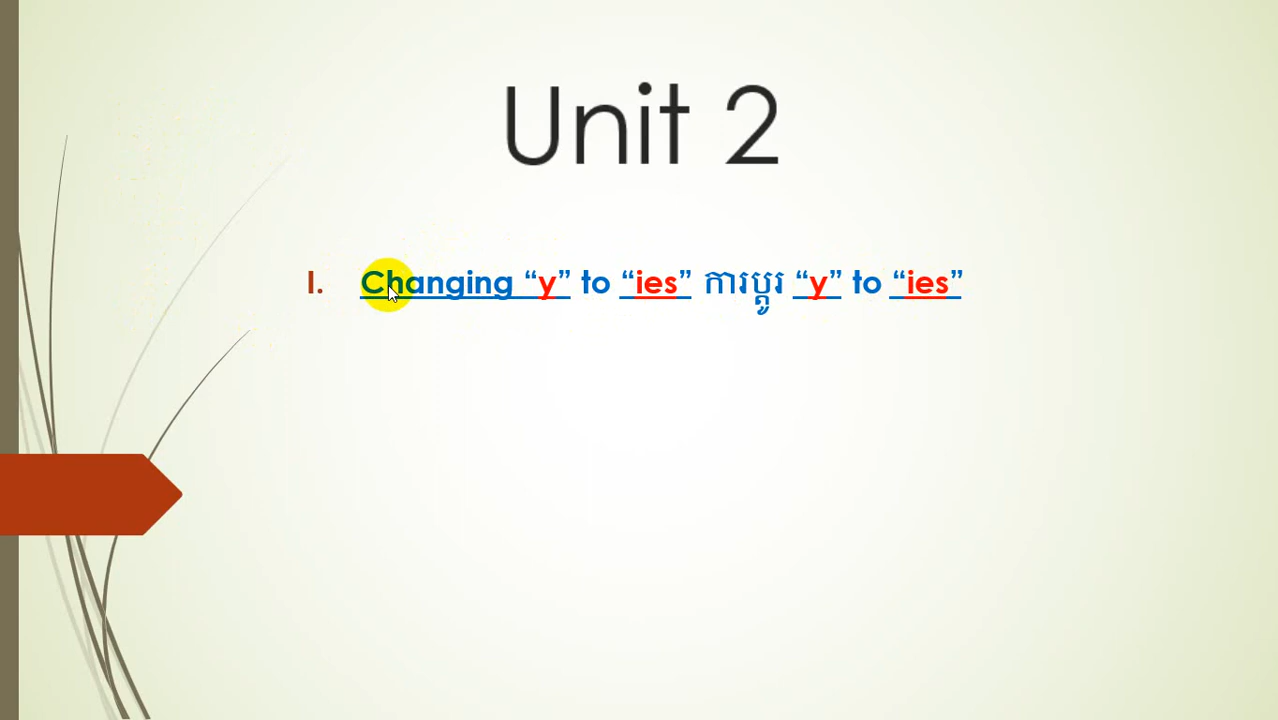 Unit 2
I. Changing “y” to “ies” ការប្តូរ “y” to “ies”